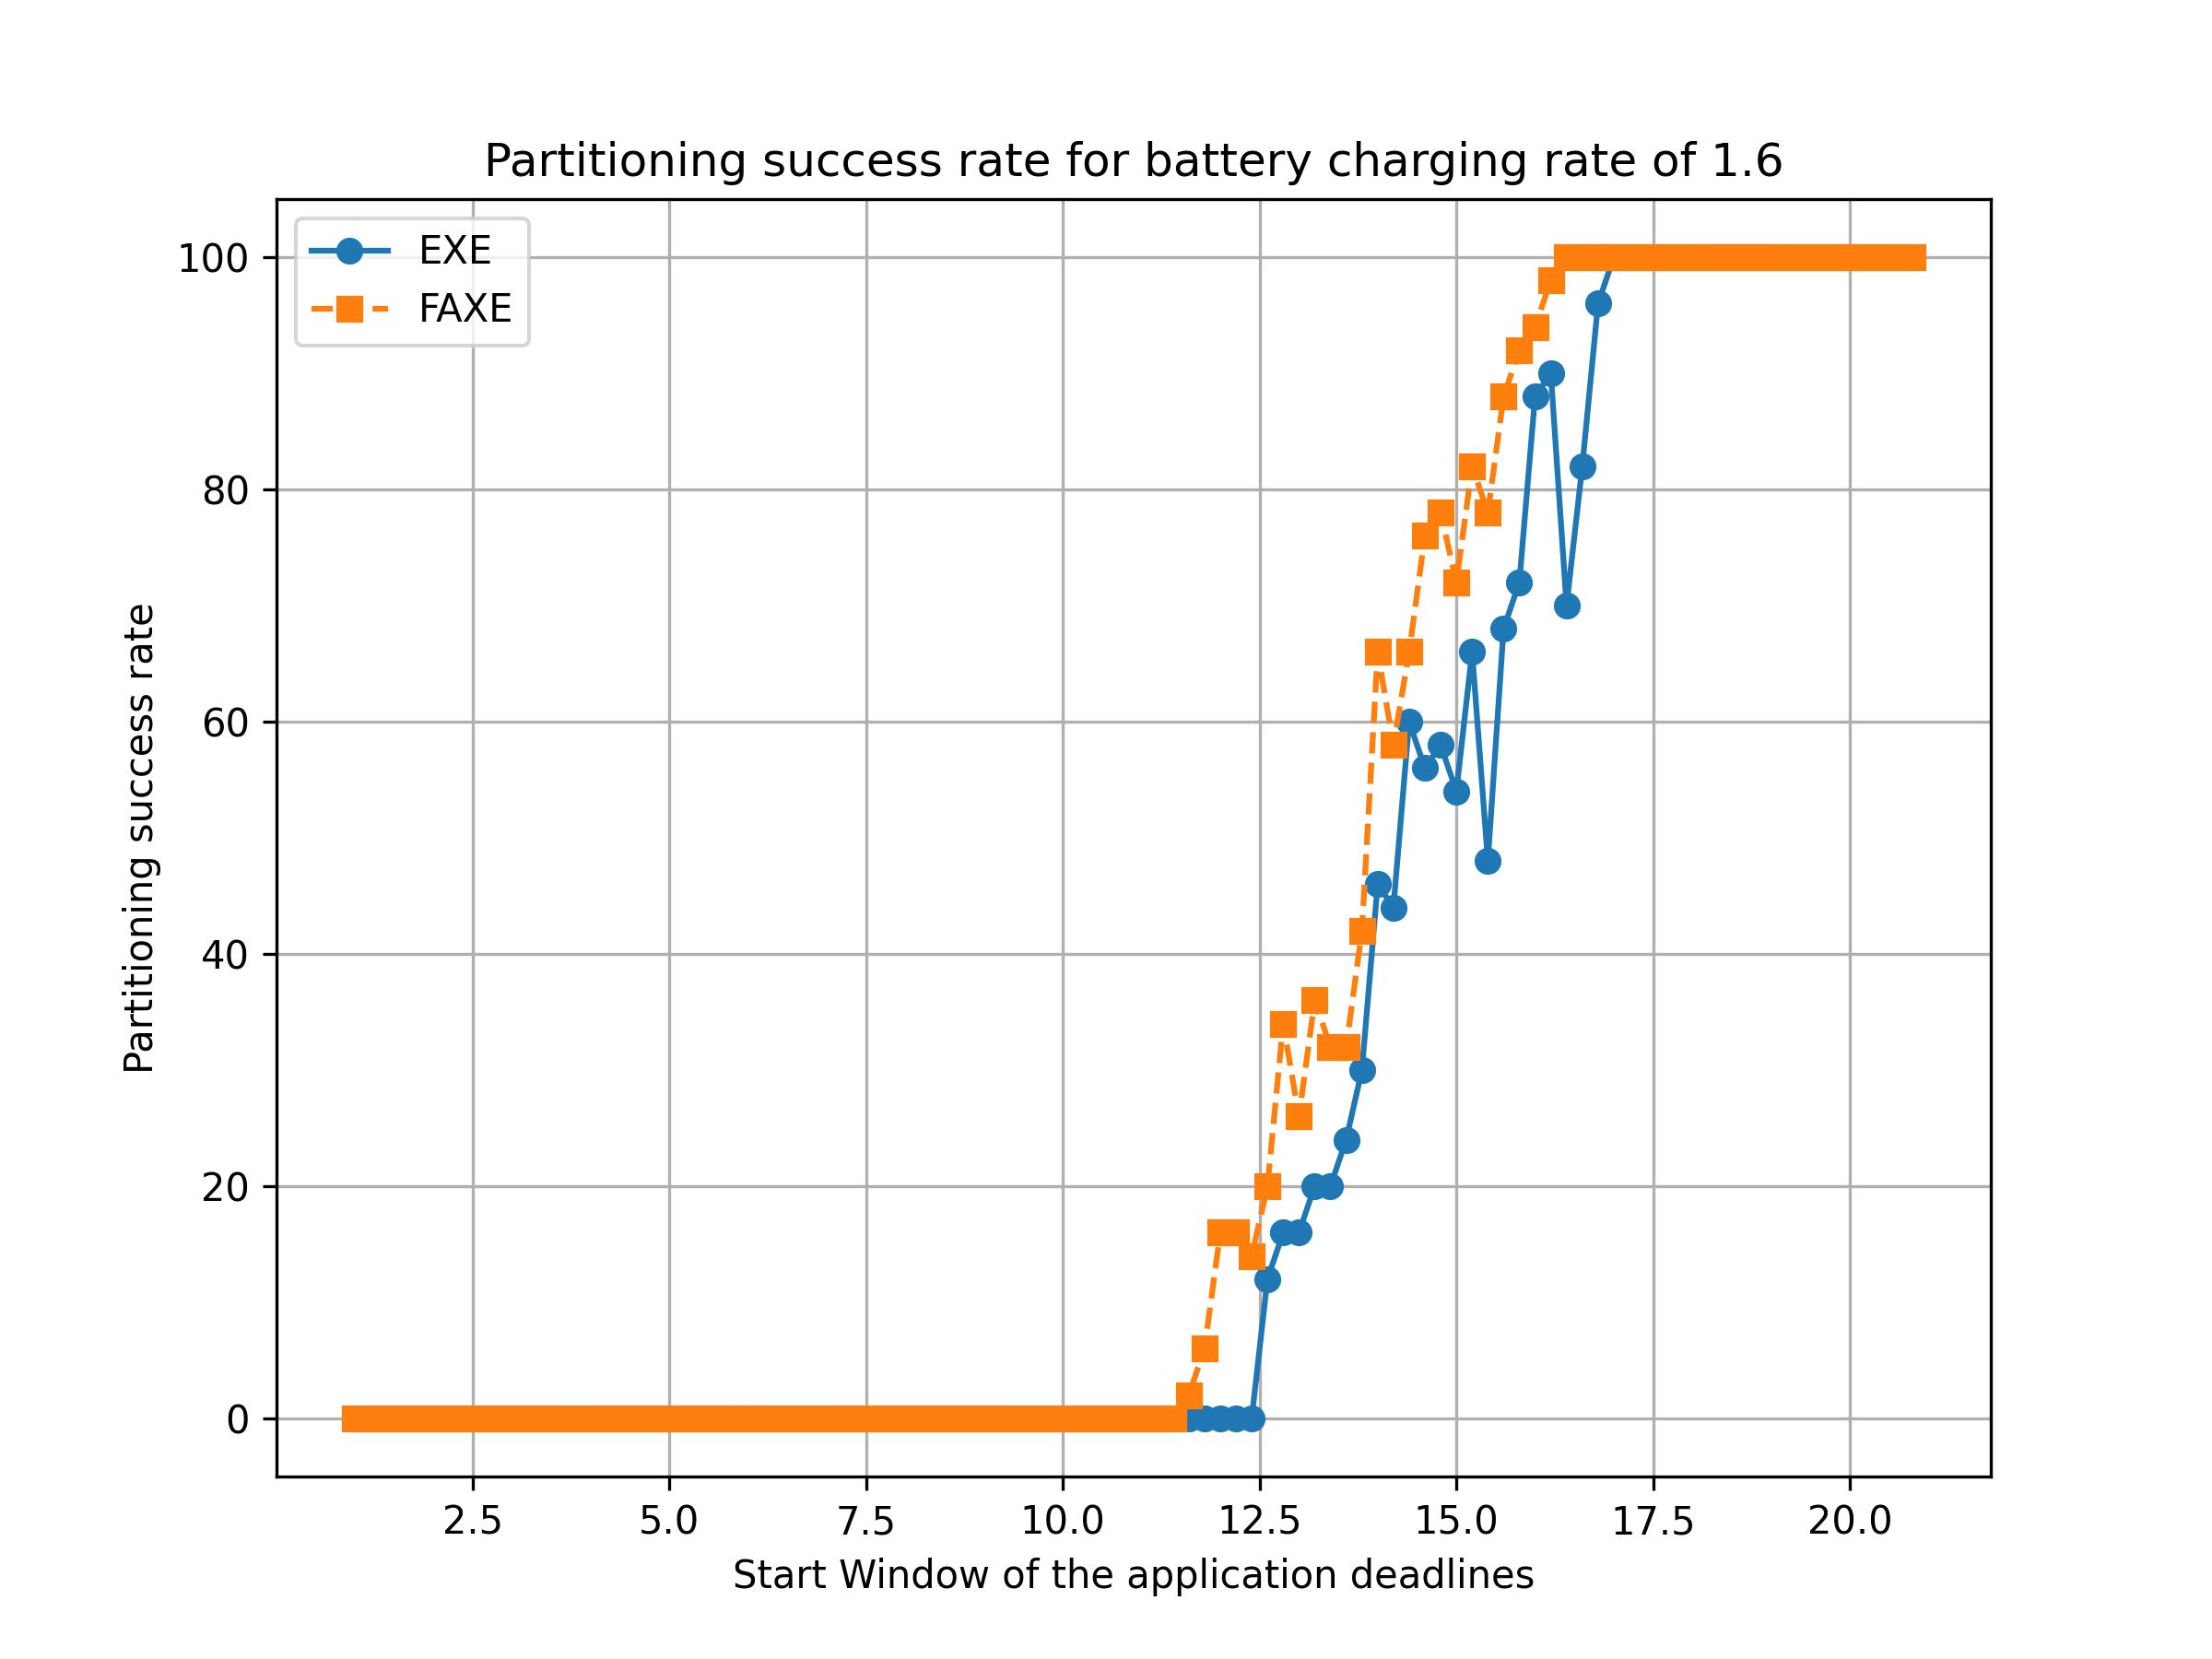 Partitioning success rate for battery charging rate of 1.6
EXE
FAXE
100
80
60
40
20
0
Partitioning success rate
2.5 5.0 7.5 10.0 12.5 15.0 17.5 20.0
Start Window of the application deadlines